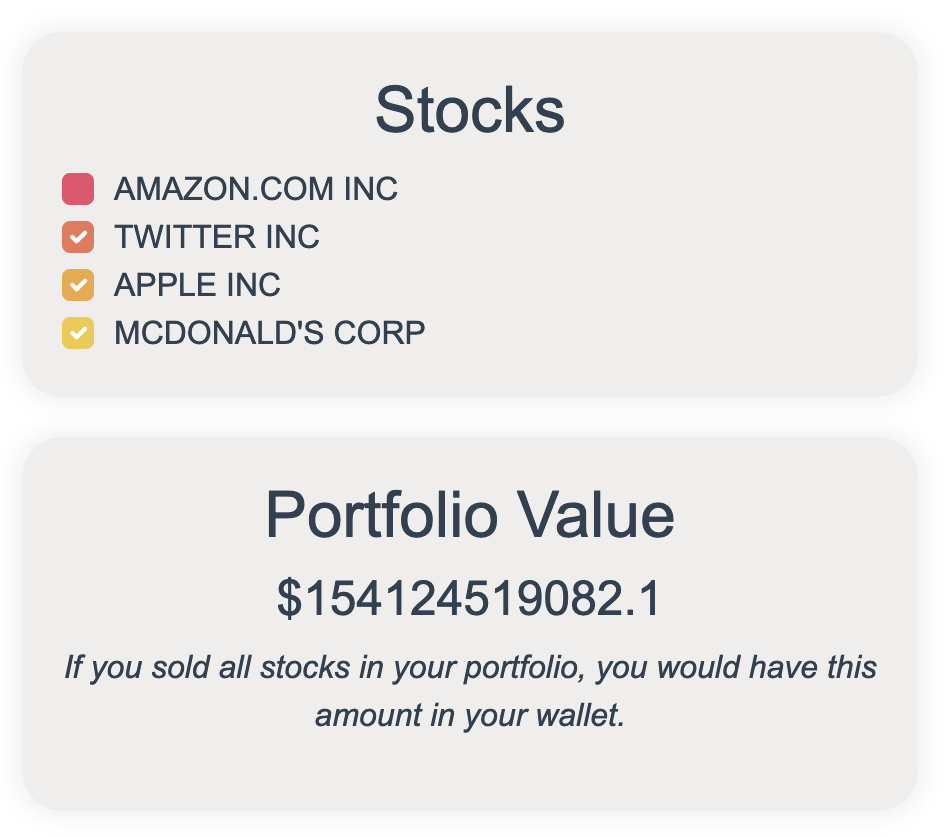 Stocks
AMAZON.COM INC
TWITTER INC
APPLE INC
MCDONALD'S CORP
Portfolio Value
$154124519082.1
If you sold all stocks in your portfolio, you would have this
amount in your wallet.